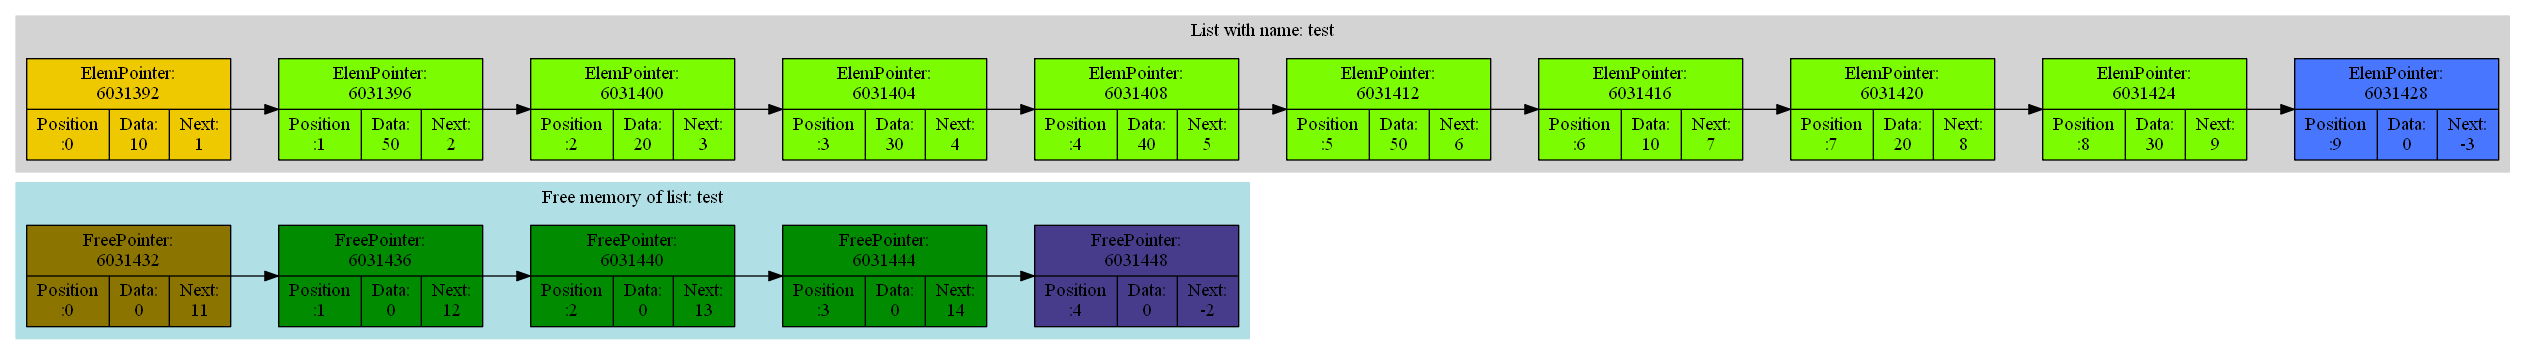 List with name: test
ElemPointer:
6031392
Position
:0
Data:
10
Next:
1
ElemPointer:
6031396
Position
:1
Data:
50
Next:
2
ElemPointer:
6031400
Position
:2
Data:
20
Next:
3
ElemPointer:
6031404
Position
:3
Data:
30
Next:
4
ElemPointer:
6031408
Position
:4
Data:
40
Next:
5
ElemPointer:
6031412
Position
:5
Data:
50
Next:
6
ElemPointer:
6031416
Position
:6
Data:
10
Next:
7
ElemPointer:
6031420
Position
:7
Data:
20
Next:
8
ElemPointer:
6031424
Position
:8
Data:
30
Next:
9
ElemPointer:
6031428
Position
:9
Data:
0
Next:
-3
Free memory of list: test
FreePointer:
6031432
Position
:0
Data:
0
Next:
11
FreePointer:
6031436
Position
:1
Data:
0
Next:
12
FreePointer:
6031440
Position
:2
Data:
0
Next:
13
FreePointer:
6031444
Position
:3
Data:
0
Next:
14
FreePointer:
6031448
Position
:4
Data:
0
Next:
-2